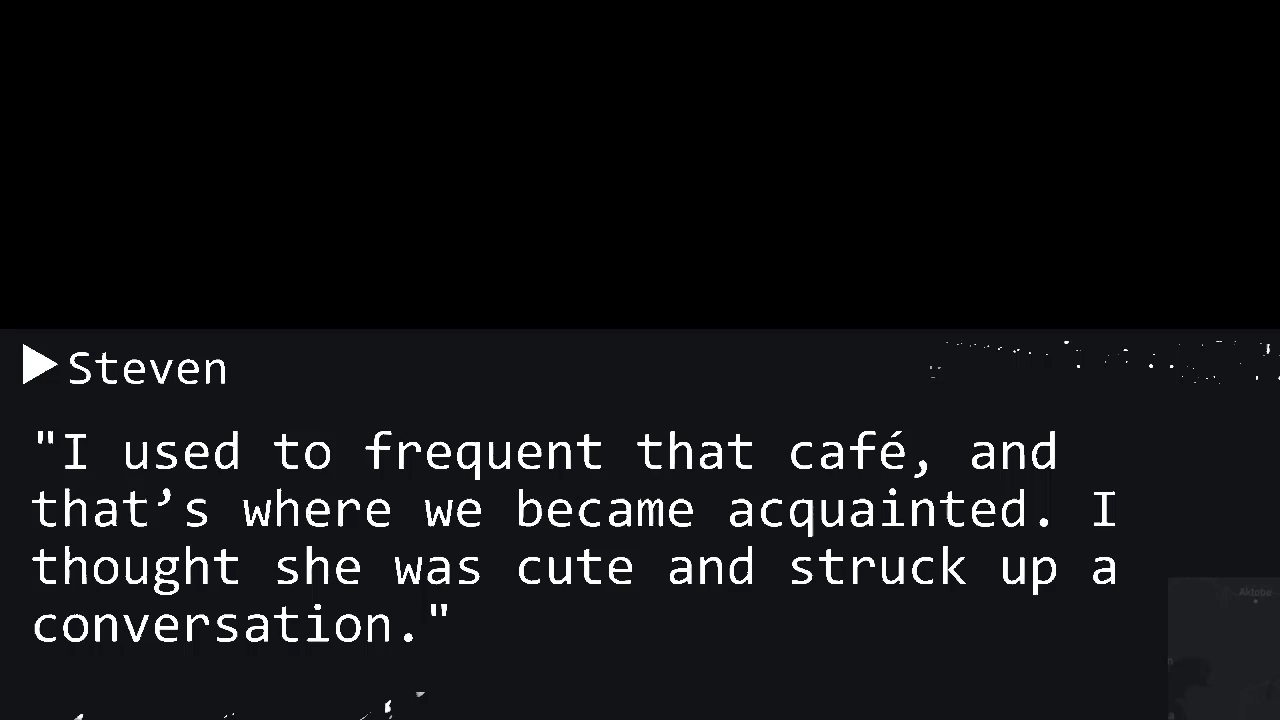 Steven
"I used to frequent that café, and
that’s where we became acquainted. I
thought she was cute and struck up a
conversation."
Aktobe